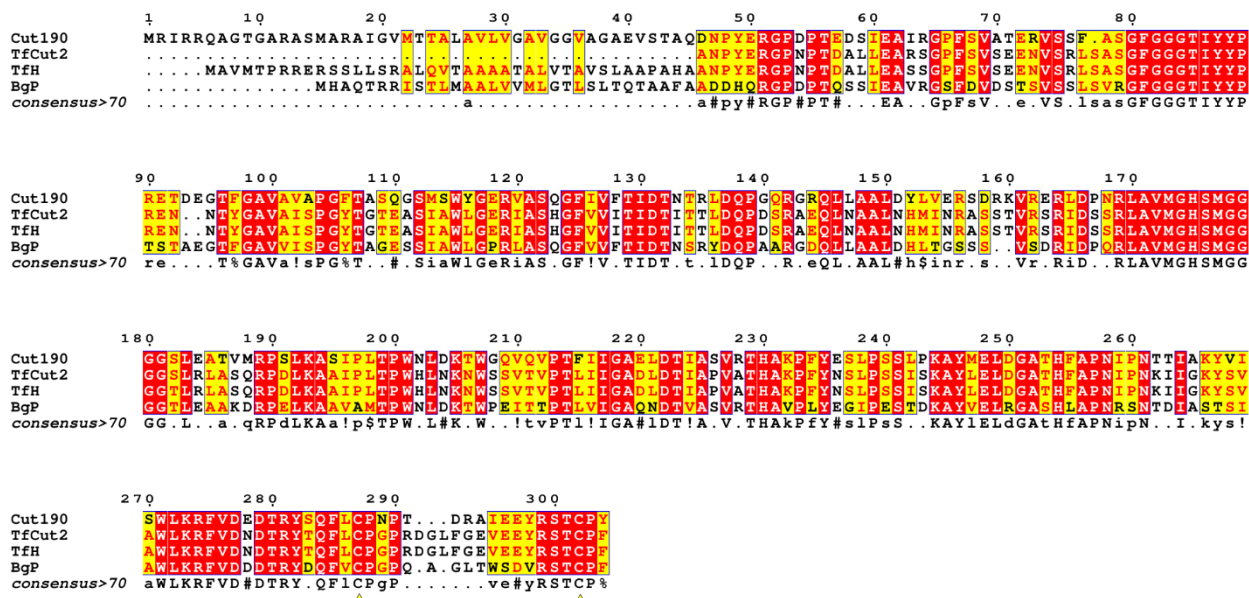 1 10 20 30 40 50 60 70 80
Cut190 MRIRRQAGTGARASMARAIGVMTTALAVLVGAVGGVAGAEVSTAQDNPYERGPDPTEDSIEAIRGPFSVATERVSSF.ASGFGGGTIYYP
TfCut2 .............................................ANPYERGPNPTDALLEARSGPFSVSEENVSRLSASGFGGGTIYYP
TfH .....MAVMTPRRERSSLLSRALQVTAAAATALVTAVSLAAPAHAANPYERGPNPTDALLEASSGPFSVSEENVSRLSASGFGGGTIYYP
BgP ..............MHAQTRRISTLMAALVVMLGTLSLTQTAAFAADDHQRGPDPTQSSIEAVRGSFDVDSTSVSSLSVRGFGGGTIYYP
consensus>70 ..........................a..................a#py#RGP#PT#...EA..GpFsV..e.VS.lsasGFGGGTIYYP
90 100 110 120 130 140 150 160 170
Cut190 RETDEGTFGAVAVAPGFTASQGSMSWYGERVASQGFIVFTIDTNTRLDQPGQRGRQLLAALDYLVERSDRKVRERLDPNRLAVMGHSMGG
TfCut2 REN..NTYGAVAISPGYTGTEASIAWLGERIASHGFVVITIDTITTLDQPDSRAEQLNAALNHMINRASSTVRSRIDSSRLAVMGHSMGG
TfH REN..NTYGAVAISPGYTGTEASIAWLGERIASHGFVVITIDTITTLDQPDSRAEQLNAALNHMINRASSTVRSRIDSSRLAVMGHSMGG
BgP TSTAEGTFGAVVISPGYTAGESSIAWLGPRLASQGFVVFTIDTNSRYDQPAARGDQLLAALDHLTGSSS..VSDRIDPQRLAVMGHSMGG
consensus>70 re....T%GAVa!sPG%T..#.SiaWlGeRiAS.GF!V.TIDT.t.lDQP..R.eQL.AAL#h$inr.s..Vr.RiD..RLAVMGHSMGG
180 190 200 210 220 230 240 250 260
Cut190 GGSLEATVMRPSLKASIPLTPWNLDKTWGQVQVPTFIIGAELDTIASVRTHAKPFYESLPSSLPKAYMELDGATHFAPNIPNTTIAKYVI
TfCut2 GGSLRLASQRPDLKAAIPLTPWHLNKNWSSVTVPTLIIGADLDTIAPVATHAKPFYNSLPSSISKAYLELDGATHFAPNIPNKIIGKYSV
TfH GGTLRLASQRPDLKAAIPLTPWHLNKNWSSVTVPTLIIGADLDTIAPVATHAKPFYNSLPSSISKAYLELDGATHFAPNIPNKIIGKYSV
BgP GGTLEAAKDRPELKAAVAMTPWNLDKTWPEITTPTLVIGAQNDTVASVRTHAVPLYEGIPESTDKAYVELRGASHLAPNRSNTDIASTSI
consensus>70 GG.L..a.qRPdLKAa!p$TPW.L#K.W..!tvPTl!IGA#lDT!A.V.THAkPfY#slPsS..KAYlELdGAtHfAPNipN..I.kys!
270 280 290 300
Cut190 SWLKRFVDEDTRYSQFLCPNPT...DRAIEEYRSTCPY
TfCut2 AWLKRFVDNDTRYTQFLCPGPRDGLFGEVEEYRSTCPF
TfH AWLKRFVDNDTRYTQFLCPGPRDGLFGEVEEYRSTCPF
BgP AWLKRFVDDDTRYDQFVCPGPQ.A.GLTWSDVRSTCPF
consensus>70 aWLKRFVD#DTRY.QFlCPgP.......ve#yRSTCP%